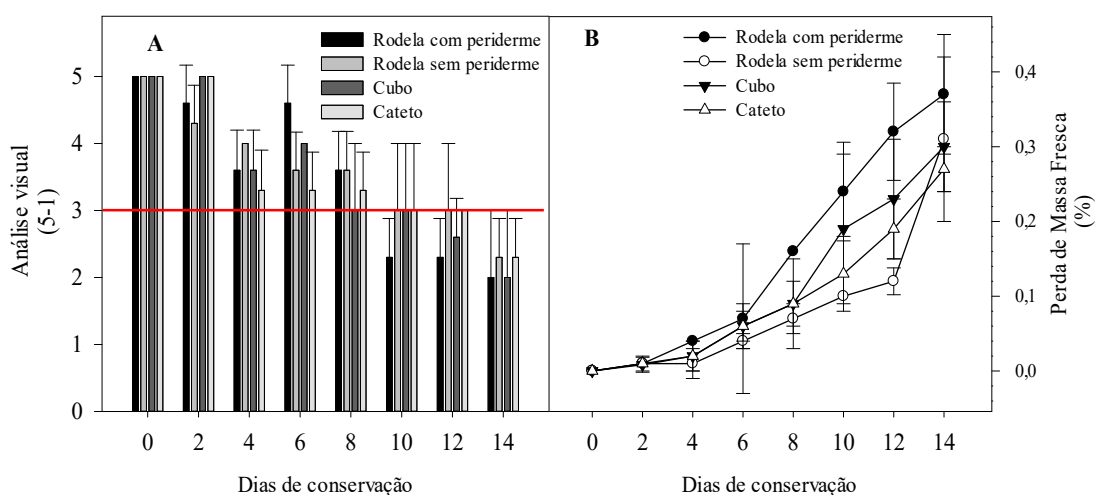 A
Rodela com periderme
Rodela sem periderme
Cubo
Cateto
Análise visual
(5-1)
5
4
3
2
1
0
0 2 4 6 8 10 12 14
Dias de conservação
B
Rodela com periderme
Rodela sem periderme
Cubo
Cateto
0,4
0,3
0,2
0,1
0,0
Perda de Massa Fresca
(%)
0 2 4 6 8 10 12 14
Dias de conservação